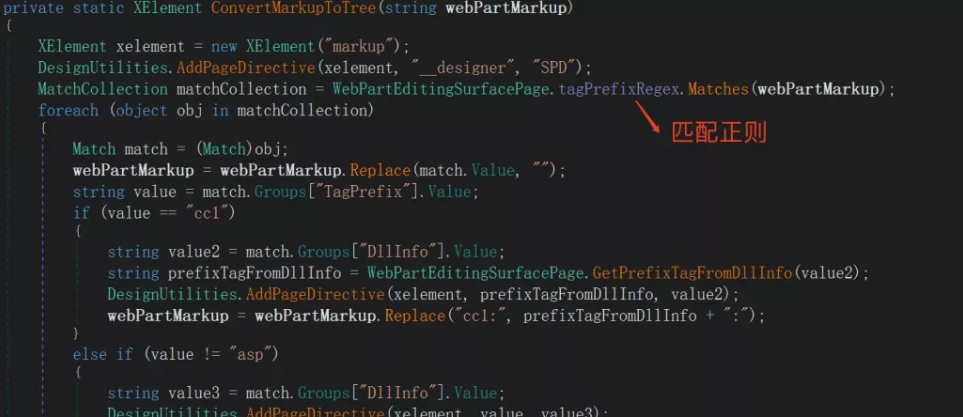 private static XElement ConvertMarkupToTree(string webPartMarkup)
{
XElement xelement = new XElement("markup");
DesignUtilities.AddPageDirective(xelement, "__designer", "SPD");
MatchCollection matchCollection = WebPartEditingSurfacePage.tagPrefixRegex.Matches(webPartMarkup);
foreach (object obj in matchCollection)
匹配正则
{
Match match = (Match)obj;
webPartMarkup = webPartMarkup.Replace(match.Value, "");
string value = match.Groups["TagPrefix"].Value;
if (value == "cc1")
{
string value2 = match.Groups["DllInfo"].Value;
string prefixTagFromDllInfo = WebPartEditingSurfacePage.GetPrefixTagFromDllInfo(value2);
DesignUtilities.AddPageDirective(xelement, prefixTagFromDllInfo, value2);
webPartMarkup = webPartMarkup.Replace("cc1:", prefixTagFromDllInfo + ":");
}
else if (value != "asp")
{
string value3 = match.Groups["DllInfo"].Value;
DesignUtilities.AddPageDirective(xelement, value, value3);